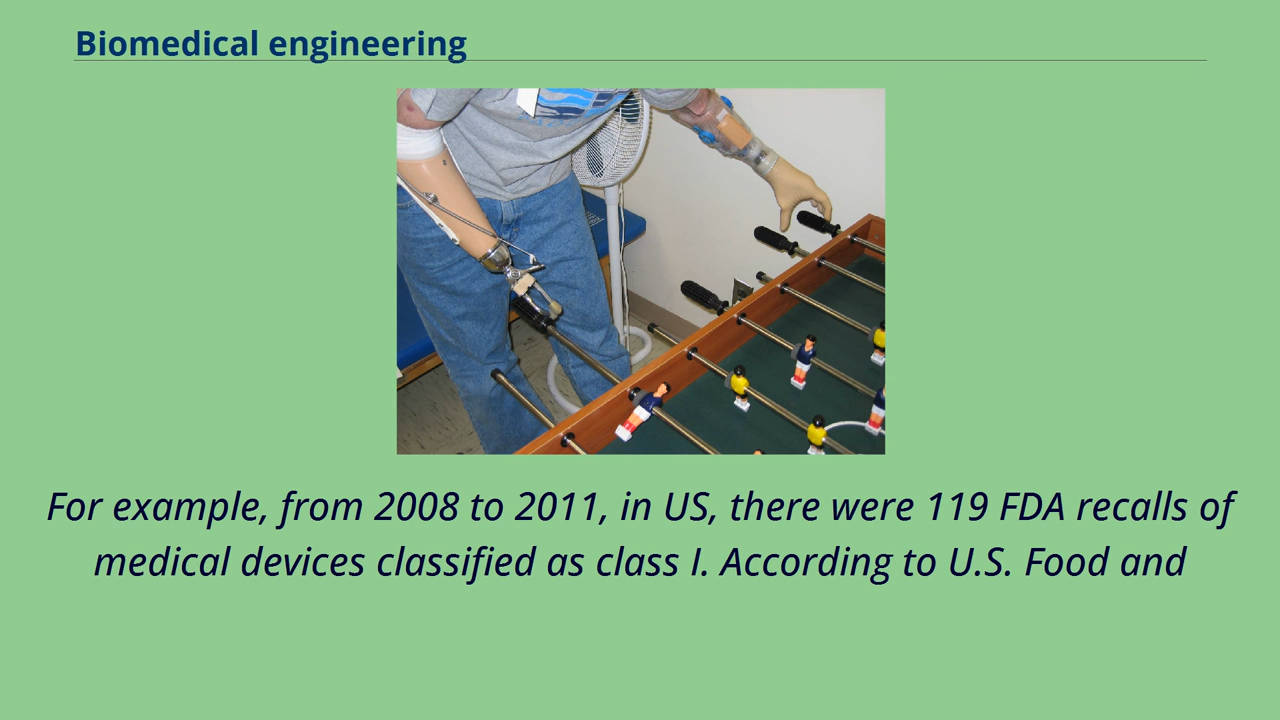 Biomedical engineering
For example, from 2008 to 2011, in US, there were 119 FDA recalls of
medical devices classified as class I. According to U.S. Food and